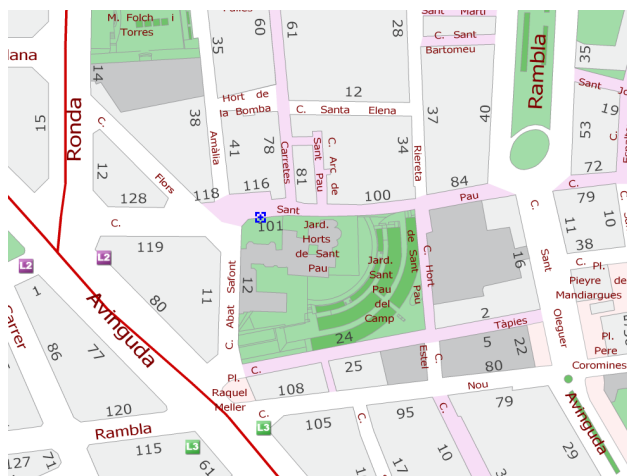 M. Folch i
Torres
Folies
60
61
28
Sant Martí
C. Sant
Bartomeu
35
lana
14
12
Hort de
la Bomba
C. Santa Elena
Rambla
35
Sant Jo
19
53
72
Ronda
15
C.
38
Amàlia
41
78
Carretes
Sant Pau
C. Arc de
81
34
Riereta
37
40
12
128
Flors
118
116
100
84
Pau
Sant
C.
79
11
10
38
C.
101
Jard.
Horts
de Sant
Pau
Jard.
Sant
Pau
del
Camp
de Sant Pau
C. Hort
16
Sant
Oleguer
C. Pl.
Pieyre de
Mandiargues
L2
L2
119
80
11
C. Abat Safont
12
24
2
Tàpies
Pl.
Pere
Coromines
1
86
77
Avinguda
Carrer
120
C.
Pl.
Raquel
Meller
108
25
Estel
C.
5
80
22
Nou
C.
L3
105
C.
95
79
Avinguda
Rambla
115
L3
61
127
71
17
10
C.
29